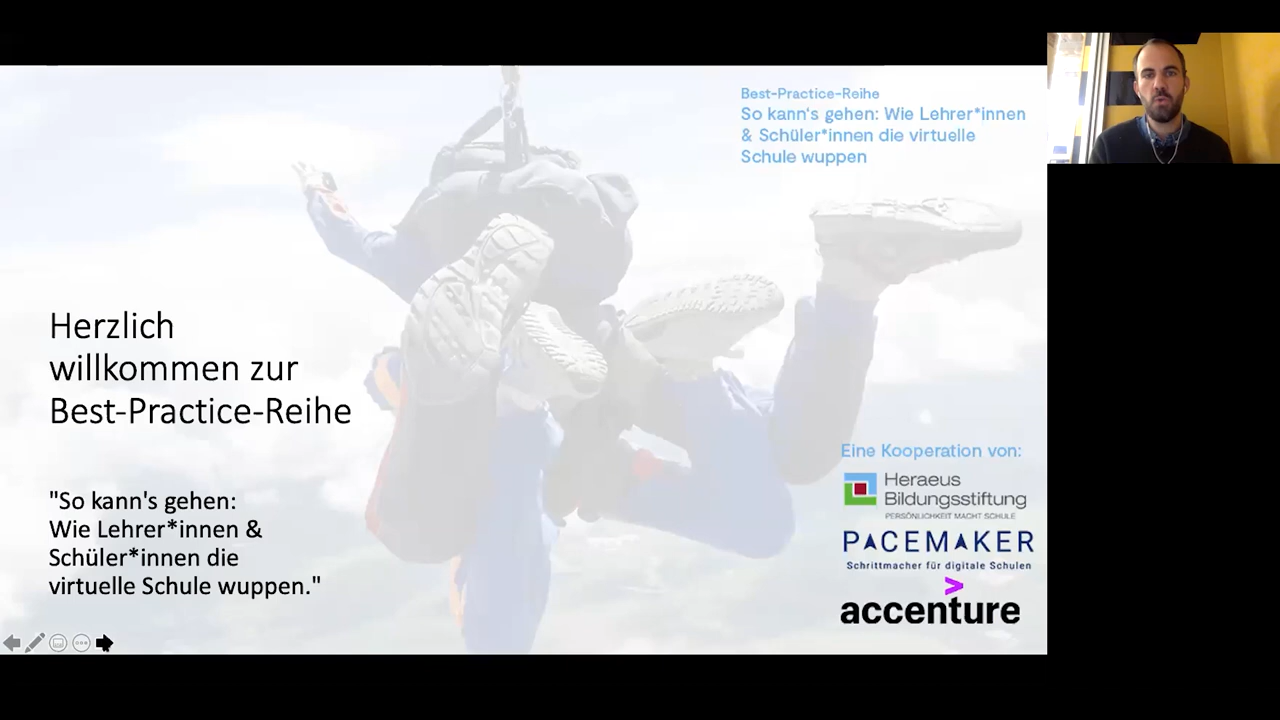 Best-Practice-Reihe
So kann's gehen: Wie Lehrer*innen
& Schüler*innen die virtuelle
Schule wuppen
Herzlich
willkommen zur
Best-Practice-Reihe
"So kann's gehen:
Wie Lehrer*innen &
Schüler*innen die
virtuelle Schule wuppen."
Eine Kooperation von:
Heraeus
Bildungsstiftung
PERSÖNLICHKEIT MACHT SCHULE
PACEMAKER
Schrittmacher für digitale Schulen
>
accenture